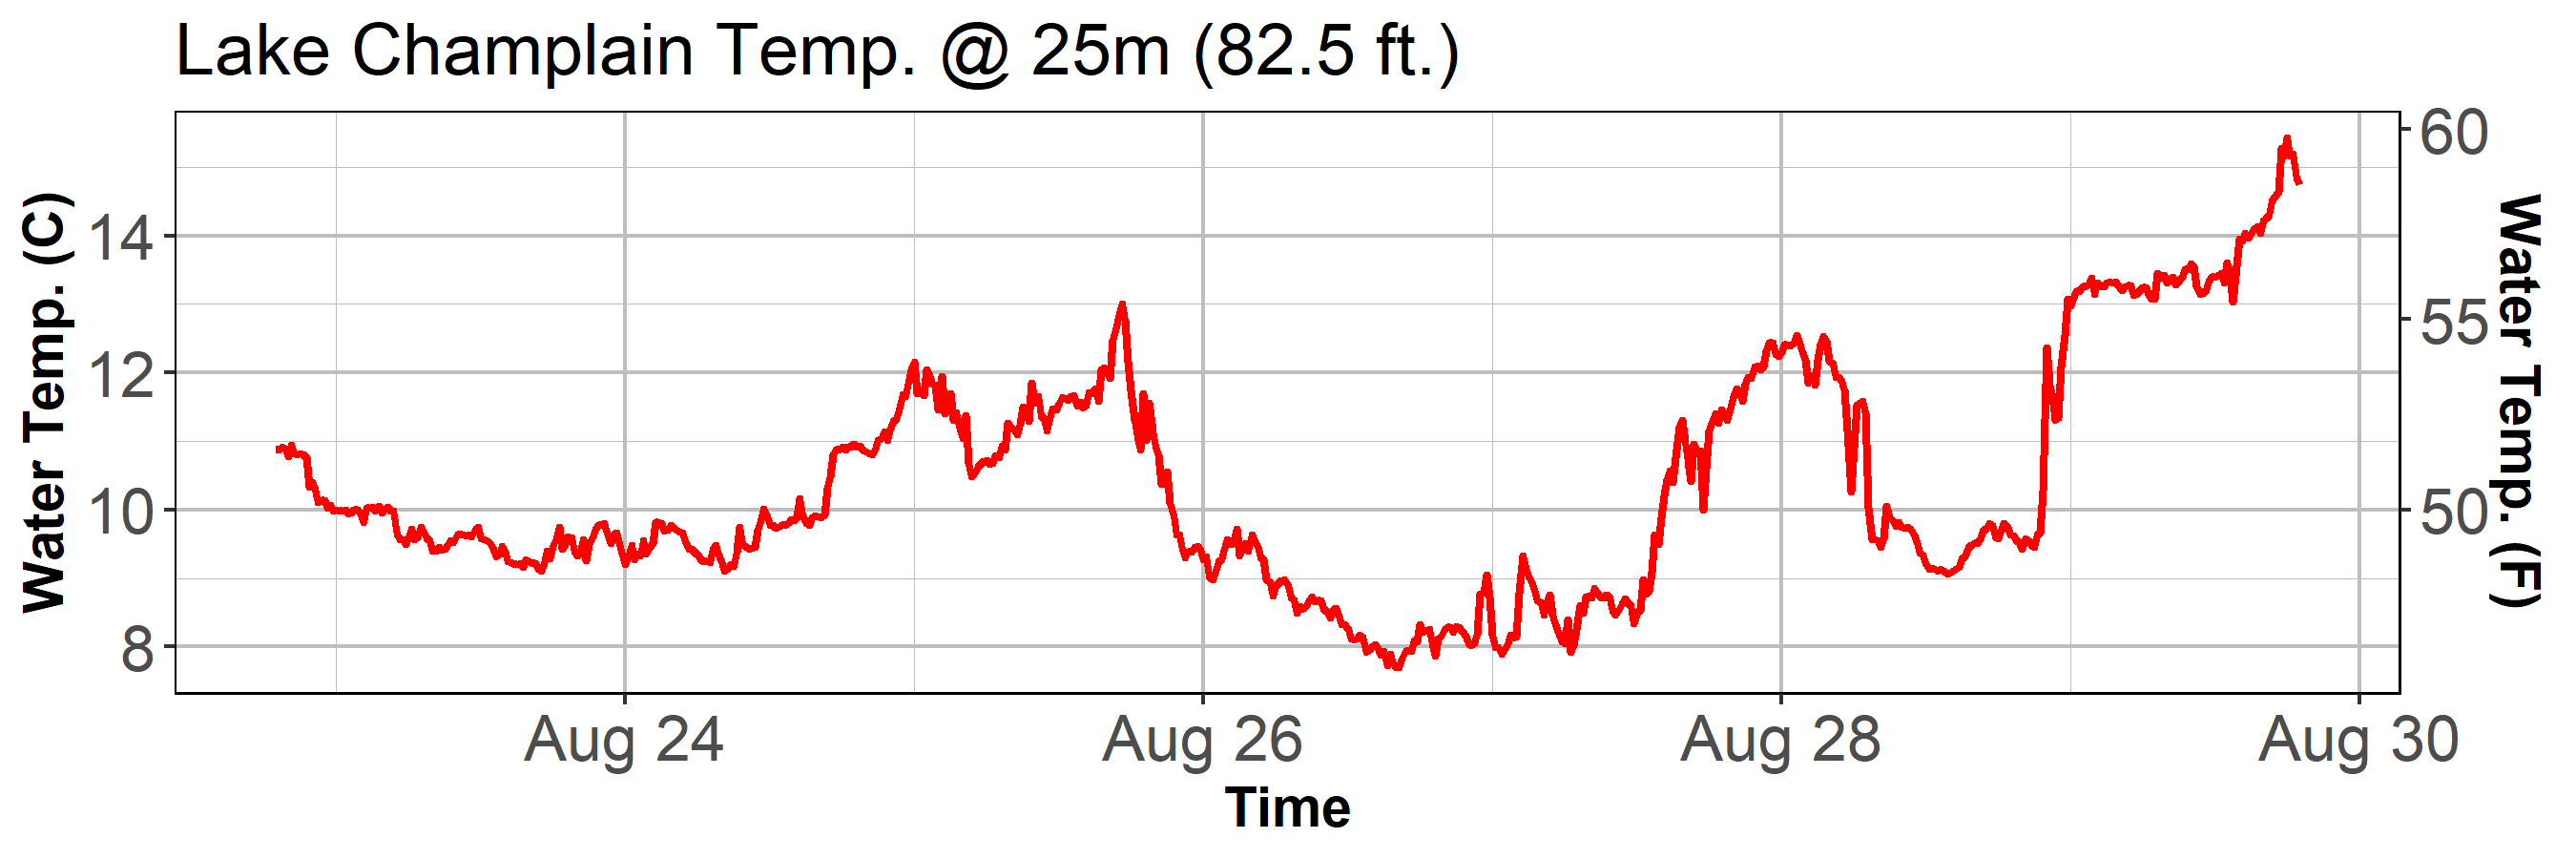 Lake Champlain Temp. @ 25m (82.5 ft.)
Water Temp. (C)
14
12
10
8
60
55
50
Water Temp. (F)
Aug 24
Aug 26
Aug 28
Aug 30
Time